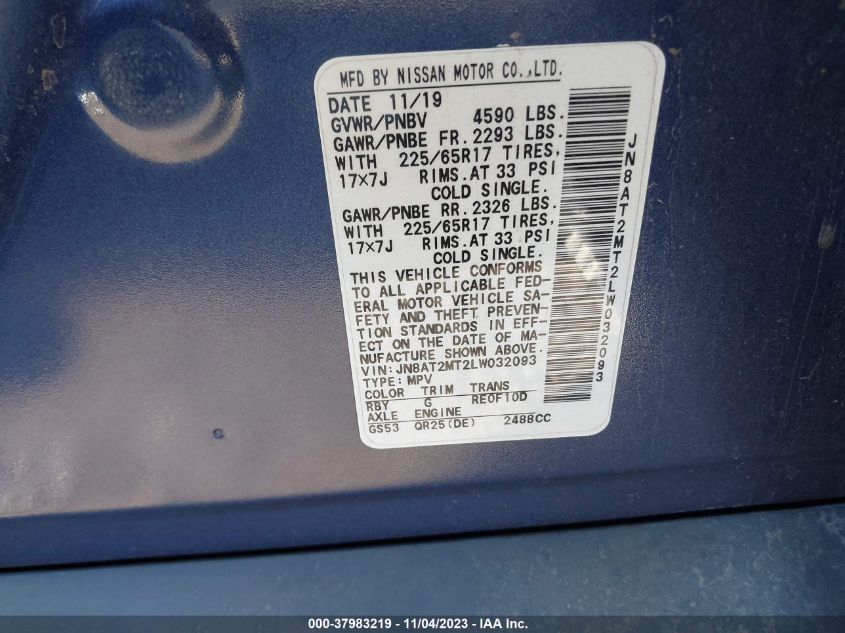 MFD BY NISSAN MOTOR CO.,LTD.
DATE 11/19
GVWR/PNBV 4590 LBS.
GAWR/PNBE FR. 2293 LBS.
WITH 225/65R17 TIRES,
17×7J RIMS.AT 33 PSI
COLD SINGLE.
GAWR/PNBE RR. 2326 LBS.
WITH 225/65R17 TIRES,
17×7J RIMS.AT 33 PSI
COLD SINGLE.
THIS VEHICLE CONFORMS
TO ALL APPLICABLE FED-
ERAL MOTOR VEHICLE SA-
FETY AND THEFT PREVEN-
TION STANDARDS IN EFF-
ECT ON THE DATE OF MA-
NUFACTURE SHOWN ABOVE.
VIN: JN8AT2MT2LW032093
TYPE: MPV
COLOR TRIM TRANS
RBY G RE0F10D
AXLE ENGINE
GS53 QR25(DE) 2488CC
JN8AT2MT2LW032093
000-37983219 - 11/04/2023 - IAA Inc.